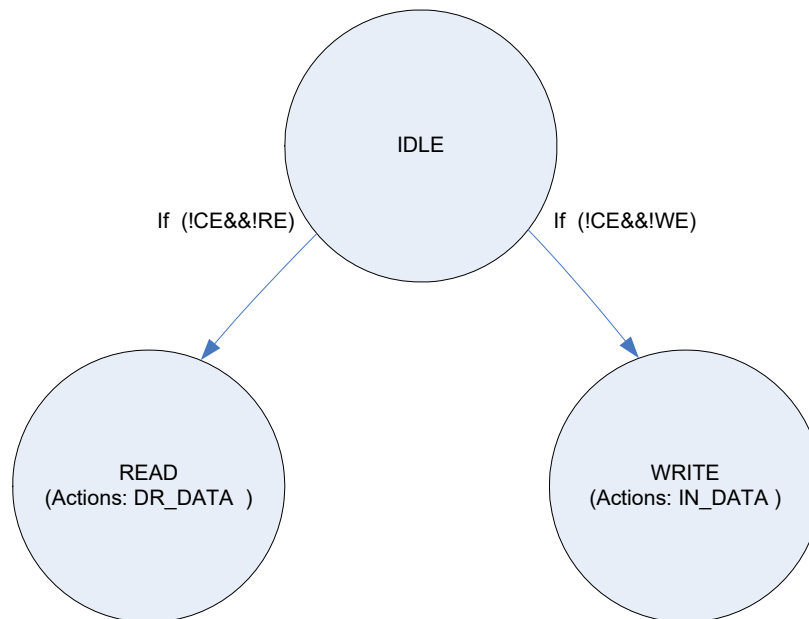 IDLE
If (!CE&&!RE)
If (!CE&&!WE)
READ
(Actions: DR_DATA )
WRITE
(Actions: IN_DATA )